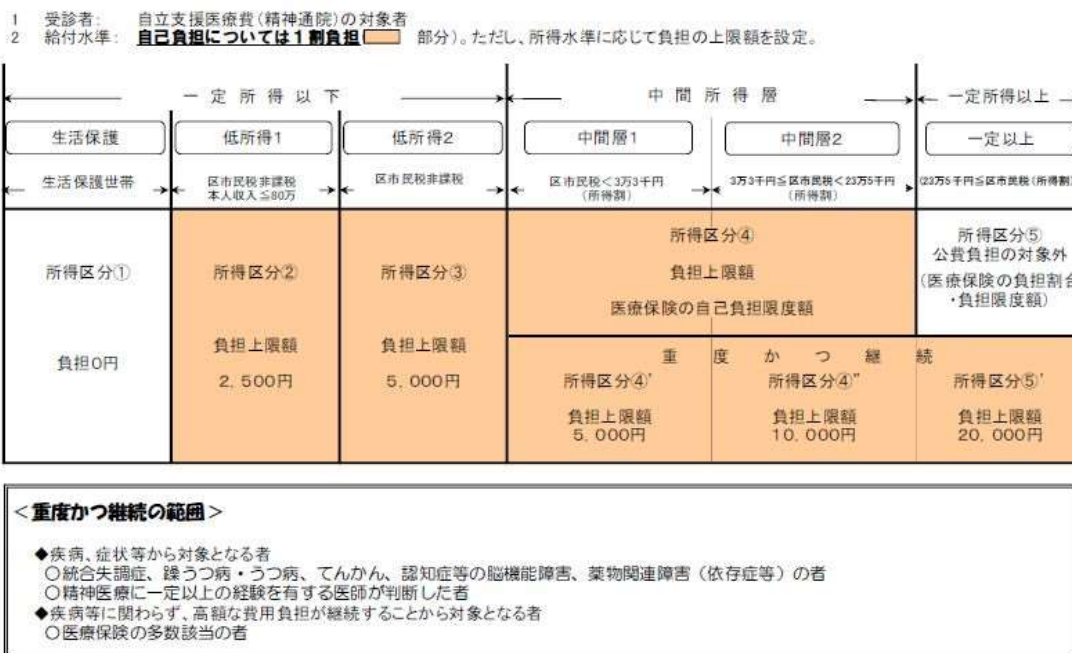 1 受診者： 自立支援医療費(精神通院)の対象者
2 給付水準： 自己負担については1割負担( 部分)。ただし、所得水準に応じて負担の上限額を設定。
一定所得以下 中間所得層 一定所得以上
生活保護 低所得1 低所得2 中間層1 中間層2 一定以上
生活保護世帯 区市民税非課税 区市民税非課税 区市民税＜3万3千円 3万3千円≦区市民税＜23万5千円 (23万5千円≦区市民税(所得割)
本人収入≦80万 (所得割) (所得割)
所得区分④ 所得区分⑤
公費負担の対象外
所得区分① 所得区分② 所得区分③ 負担上限額 (医療保険の負担割合
・負担限度額)
医療保険の自己負担限度額
負担上限額 負担上限額 重度かつ継続
負担0円
2,500円 5,000円 所得区分④' 所得区分④" 所得区分⑤'
負担上限額 負担上限額 負担上限額
5,000円 10,000円 20,000円
＜重度かつ継続の範囲＞
◆疾病、症状等から対象となる者
○統合失調症、躁うつ病・うつ病、てんかん、認知症等の脳機能障害、薬物関連障害（依存症等）の者
○精神医療に一定以上の経験を有する医師が判断した者
◆疾病等に関わらず、高額な費用負担が継続することから対象となる者
○医療保険の多数該当の者